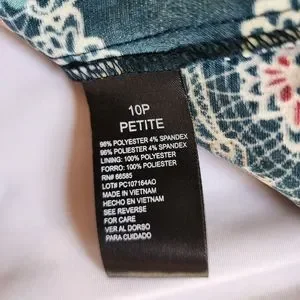 10P
PETITE
96% POLYESTER 4% SPANDEX
96% POLIESTER 4% SPANDEX
LINING: 100% POLYESTER
FORRO: 100% POLIESTER
RN# 66585
LOT# PC107164AO
MADE IN VIETNAM
HECHO EN VIETNAM
SEE REVERSE
FOR CARE
VER AL DORSO
PARA CUIDADO